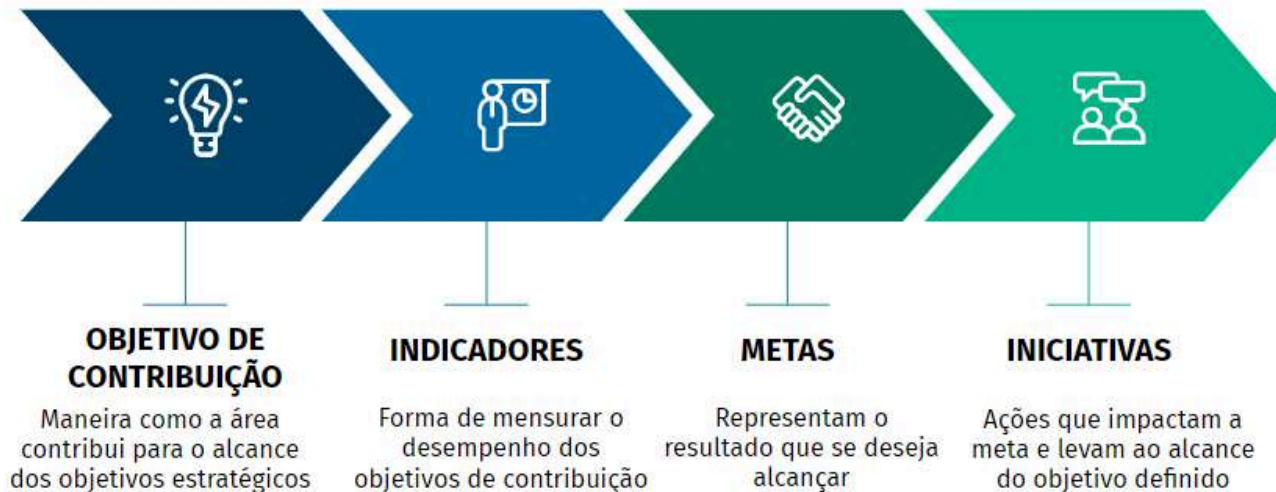 OBJETIVO DE
CONTRIBUIÇÃO
Maneira como a área
contribui para o alcance
dos objetivos estratégicos
INDICADORES
Forma de mensurar o
desempenho dos
objetivos de contribuição
METAS
Representam o
resultado que se deseja
alcançar
INICIATIVAS
Ações que impactam a
meta e levam ao alcance
do objetivo definido